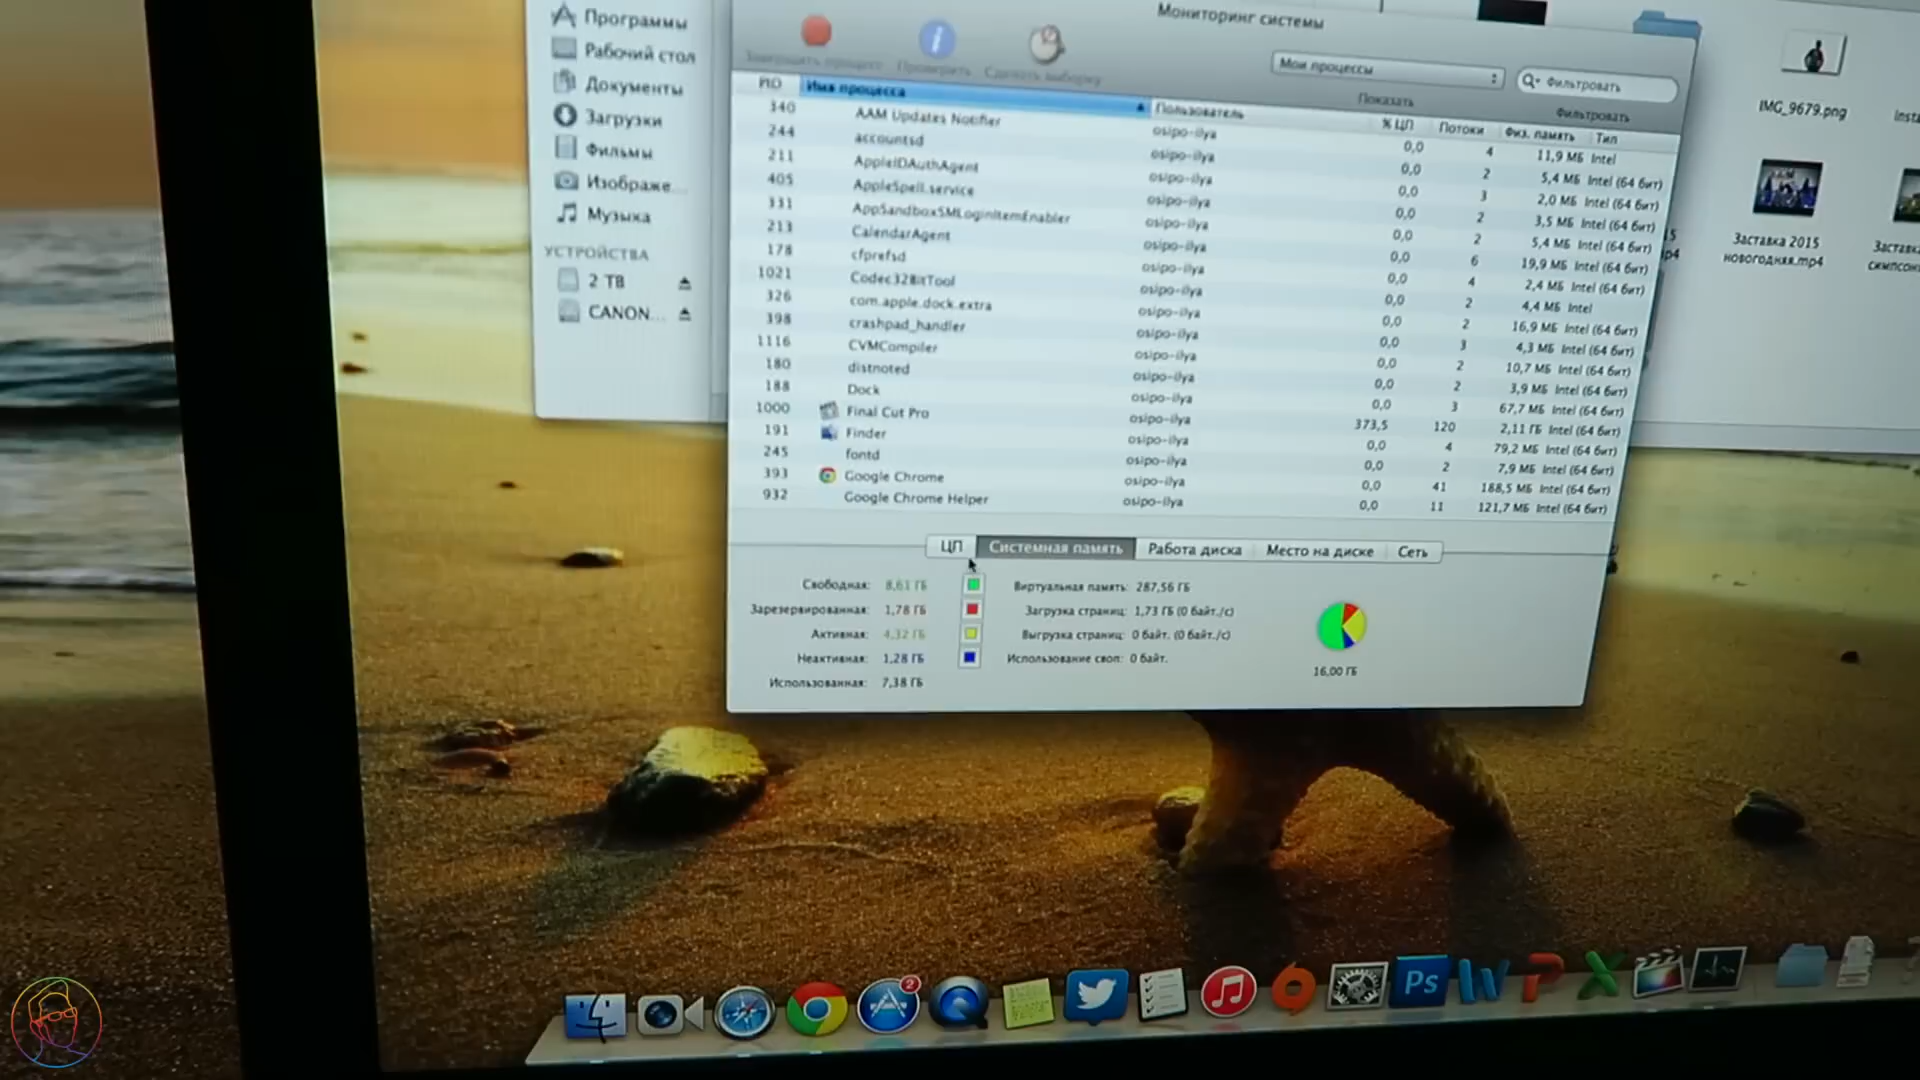 Программы
Рабочий стол
Документы
Загрузки
Фильмы
Изображе...
Музыка
УСТРОЙСТВА
2 ТВ
CANON...
Мониторинг системы
Завершить процесс Проверить Сделать выборку
Мои процессы
Показать
Фильтровать
Фильтровать
PID Имя процесса Пользователь % ЦП Потоки Физ. память Тип
340 AAM Updates Notifier osipo-ilya 0,0 4 11,9 МБ Intel
244 accountsd osipo-ilya 0,0 2 5,4 МБ Intel (64 бит)
211 AppleIDAuthAgent osipo-ilya 0,0 3 2,0 МБ Intel (64 бит)
405 AppleSpell.service osipo-ilya 0,0 2 3,5 МБ Intel (64 бит)
331 AppSandboxSMLoginItemEnabler osipo-ilya 0,0 2 5,4 МБ Intel (64 бит)
213 CalendarAgent osipo-ilya 0,0 6 19,9 МБ Intel (64 бит)
178 cfprefsd osipo-ilya 0,0 4 2,4 МБ Intel (64 бит)
1021 Codec32BitTool osipo-ilya 0,0 2 4,4 МБ Intel
326 com.apple.dock.extra osipo-ilya 0,0 2 16,9 МБ Intel (64 бит)
398 crashpad_handler osipo-ilya 0,0 3 4,3 МБ Intel (64 бит)
1116 CVMCompiler osipo-ilya 0,0 2 10,7 МБ Intel (64 бит)
180 distnoted osipo-ilya 0,0 2 3,9 МБ Intel (64 бит)
188 Dock osipo-ilya 0,0 3 67,7 МБ Intel (64 бит)
1000 Final Cut Pro osipo-ilya 373,5 120 2,11 ГБ Intel (64 бит)
191 Finder osipo-ilya 0,0 4 79,2 МБ Intel (64 бит)
245 fontd osipo-ilya 0,0 2 7,9 МБ Intel (64 бит)
393 Google Chrome osipo-ilya 0,0 41 188,5 МБ Intel (64 бит)
932 Google Chrome Helper osipo-ilya 0,0 11 121,7 МБ Intel (64 бит)
ЦП Системная память Работа диска Место на диске Сеть
Свободная: 8,61 ГБ
Зарезервированная: 1,78 ГБ
Активная: 4,32 ГБ
Неактивная: 1,28 ГБ
Использованная: 7,38 ГБ
Виртуальная память: 287,56 ГБ
Загрузка страниц: 1,73 ГБ (0 байт./с)
Выгрузка страниц: 0 байт. (0 байт./с)
Использование своп: 0 байт.
16,00 ГБ
IMG_9679.png
Insta
Заставка 2015
новогодняя.mp4
Заставка
симпсон
2
Ps